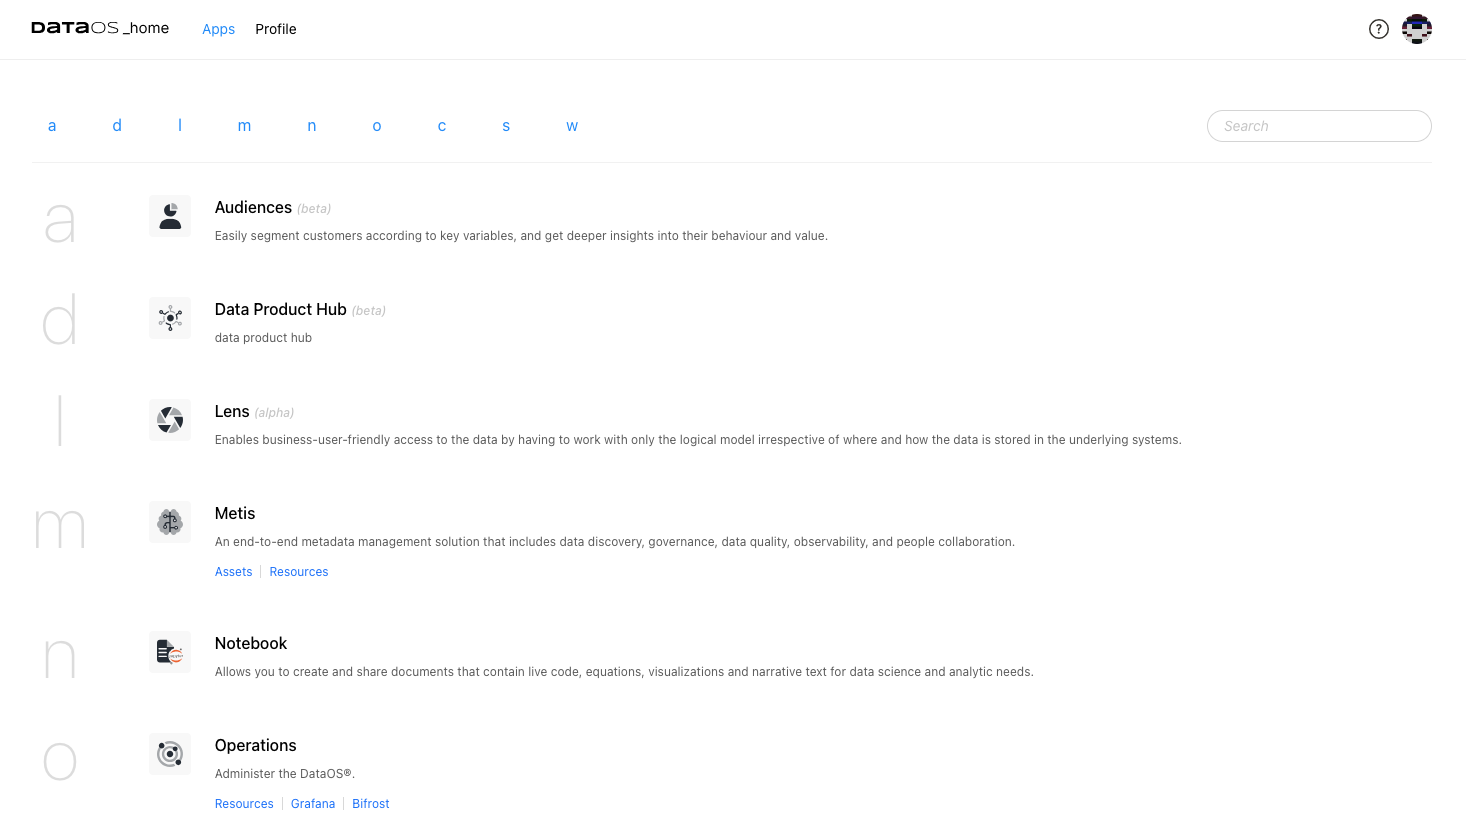 DATAOS _home Apps Profile ?
a d l m n o c s w Search
a
Audiences (beta)
Easily segment customers according to key variables, and get deeper insights into their behaviour and value.
d
Data Product Hub (beta)
data product hub
l
Lens (alpha)
Enables business-user-friendly access to the data by having to work with only the logical model irrespective of where and how the data is stored in the underlying systems.
m
Metis
An end-to-end metadata management solution that includes data discovery, governance, data quality, observability, and people collaboration.
Assets | Resources
n
Notebook
Allows you to create and share documents that contain live code, equations, visualizations and narrative text for data science and analytic needs.
o
Operations
Administer the DataOS®.
Resources | Grafana | Bifrost